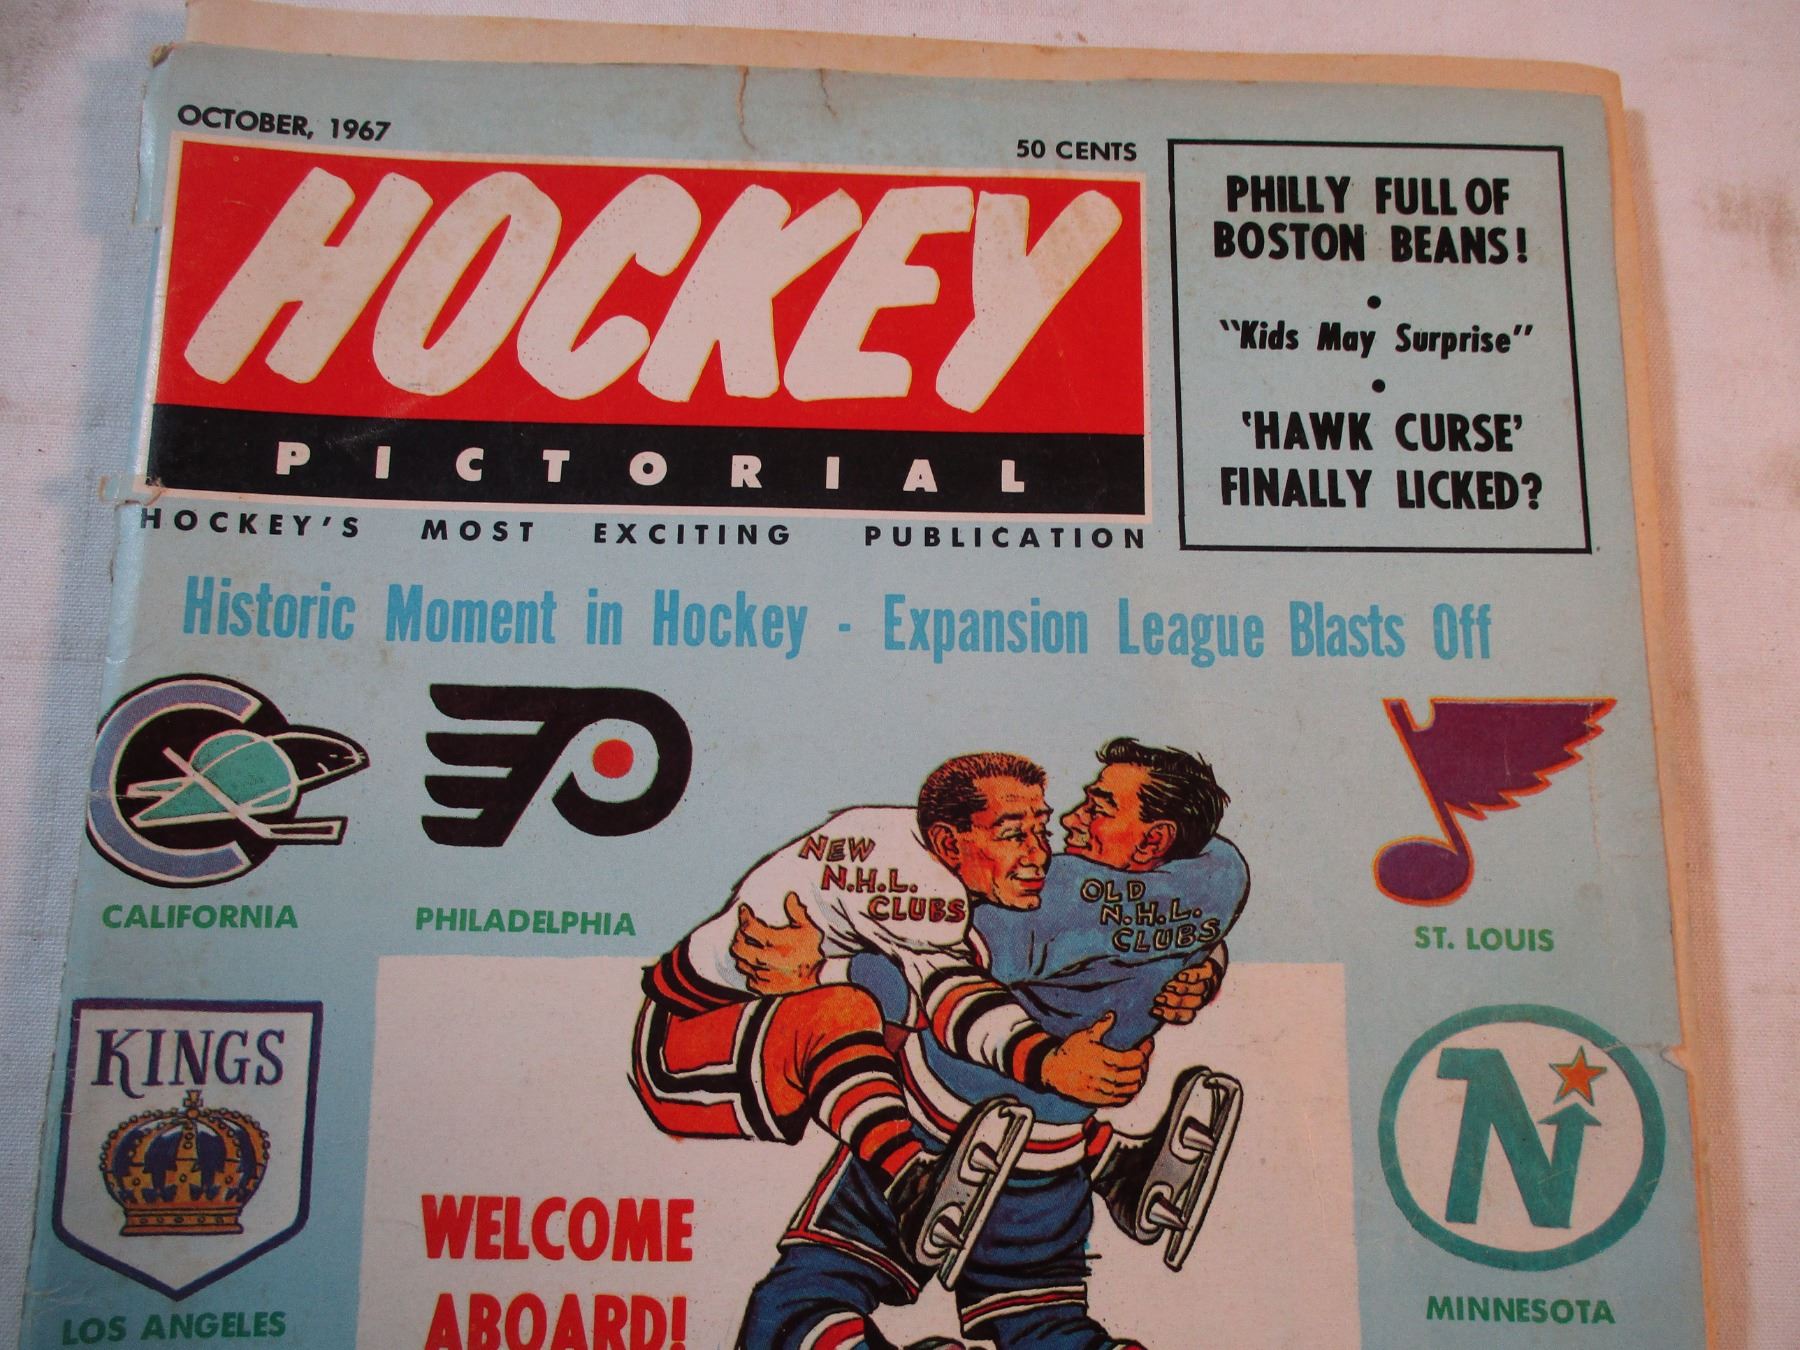 OCTOBER, 1967
50 CENTS
HOCKEY
PICTORIAL
HOCKEY'S MOST EXCITING PUBLICATION
PHILLY FULL OF
BOSTON BEANS!
"Kids May Surprise"
'HAWK CURSE'
FINALLY LICKED?
Historic Moment in Hockey - Expansion League Blasts Off
CALIFORNIA
PHILADELPHIA
NEW
N.H.L.
CLUBS
OLD
N.H.L.
CLUBS
ST. LOUIS
KINGS
LOS ANGELES
WELCOME
ABOARD!
N
MINNESOTA